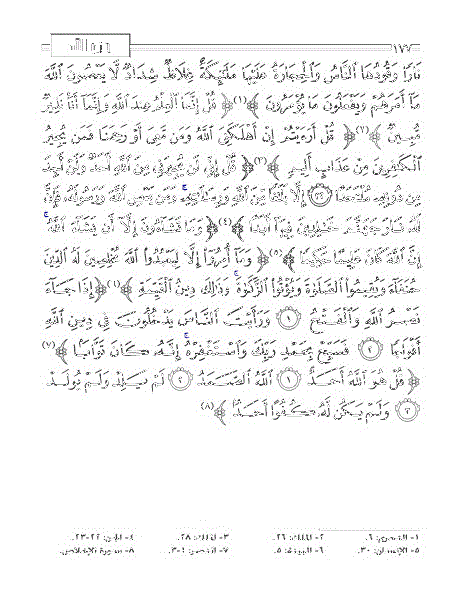 ١٧٧
نَارًا وَقُودُهَا النَّاسُ وَالْحِجَارَةُ عَلَيْهَا مَلَٰٓئِكَةٌ غِلَاظٌ شِدَادٌ لَّا يَعْصُونَ اللَّهَ
مَآ أَمَرَهُمْ وَيَفْعَلُونَ مَا يُؤْمَرُونَ ﴾(١) ﴿ قُلْ إِنَّمَا الْعِلْمُ عِندَ اللَّهِ وَإِنَّمَآ أَنَا۠ نَذِيرٌ
مُّبِينٌ ﴾(٢) ﴿ قُلْ أَرَءَيْتُمْ إِنْ أَهْلَكَنِيَ اللَّهُ وَمَن مَّعِيَ أَوْ رَحِمَنَا فَمَن يُجِيرُ
الْكَٰفِرِينَ مِنْ عَذَابٍ أَلِيمٍ ﴾(٣) ﴿ قُلْ إِنِّي لَن يُجِيرَنِي مِنَ اللَّهِ أَحَدٌ وَلَنْ أَجِدَ
مِن دُونِهِۦ مُلْتَحَدًا ٢٢ إِلَّا بَلَٰغًا مِّنَ اللَّهِ وَرِسَٰلَٰتِهِۦ ۚ وَمَن يَعْصِ اللَّهَ وَرَسُولَهُۥ فَإِنَّ
لَهُۥ نَارَ جَهَنَّمَ خَٰلِدِينَ فِيهَآ أَبَدًا ﴾(٤) ﴿ وَمَا تَشَآءُونَ إِلَّآ أَن يَشَآءَ اللَّهُ ۚ
إِنَّ اللَّهَ كَانَ عَلِيمًا حَكِيمًا ﴾(٥) ﴿ وَمَآ أُمِرُوٓا۟ إِلَّا لِيَعْبُدُوا۟ اللَّهَ مُخْلِصِينَ لَهُ الدِّينَ
حُنَفَآءَ وَيُقِيمُوا۟ الصَّلَوٰةَ وَيُؤْتُوا۟ الزَّكَوٰةَ ۚ وَذَٰلِكَ دِينُ الْقَيِّمَةِ ﴾(٦) ﴿ إِذَا جَآءَ
نَصْرُ اللَّهِ وَالْفَتْحُ ١ وَرَأَيْتَ النَّاسَ يَدْخُلُونَ فِي دِينِ اللَّهِ
أَفْوَاجًا ٢ فَسَبِّحْ بِحَمْدِ رَبِّكَ وَاسْتَغْفِرْهُ ۚ إِنَّهُۥ كَانَ تَوَّابًۢا ﴾(٧)
﴿ قُلْ هُوَ اللَّهُ أَحَدٌ ١ اللَّهُ الصَّمَدُ ٢ لَمْ يَلِدْ وَلَمْ يُولَدْ
٣ وَلَمْ يَكُن لَّهُۥ كُفُوًا أَحَدٌۢ ﴾(٨)
١- التحريم: ٦. ٢- الملك: ٢٦. ٣- الملك: ٢٨. ٤- الجن: ٢٢-٢٣.
٥- الإنسان: ٣٠. ٦- البينة: ٥. ٧- النصر: ١-٣. ٨- سورة الإخلاص.